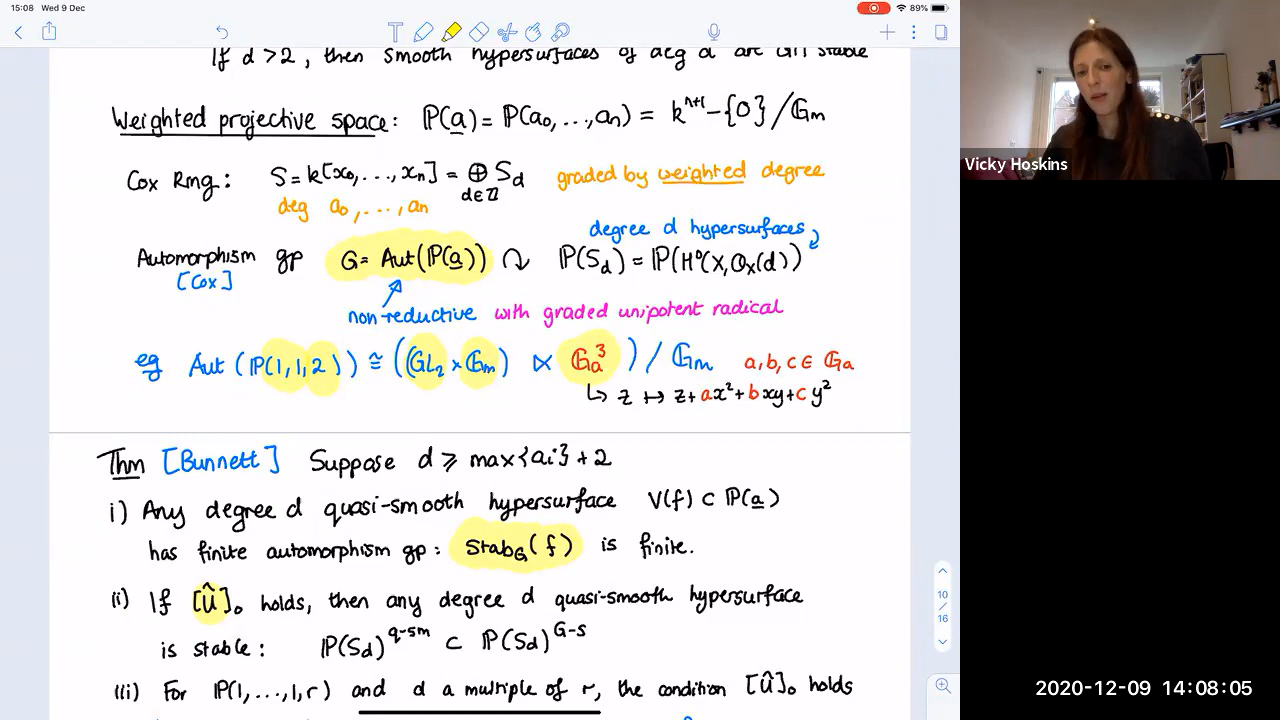 15:08 Wed 9 Dec
89%
If d > 2, then smooth hypersurfaces of deg d are GIT stable
Weighted projective space: ℙ(a) = ℙ(a₀, ..., aₙ) = kⁿ⁺¹ - {0} / 𝔾m
Cox Ring: S = k[x₀, ..., xₙ] = ⊕ S_d graded by weighted degree
d∈ℤ
deg a₀, ..., aₙ
degree d hypersurfaces
Automorphism gp G = Aut(ℙ(a)) ↷ ℙ(S_d) = ℙ(H⁰(X, O_X(d)))
[Cox]
non-reductive with graded unipotent radical
eg Aut(ℙ(1,1,2)) ≅ ((GL₂ × 𝔾m) ⋉ 𝔾a³) / 𝔾m a, b, c ∈ 𝔾a
↳ z ↦ z + ax² + bxy + cy²
Thm [Bunnett] Suppose d ⩾ max{ai} + 2
i) Any degree d quasi-smooth hypersurface V(f) ⊂ ℙ(a)
has finite automorphism gp: Stab_G(f) is finite.
(i) If [Û]₀ holds, then any degree d quasi-smooth hypersurface
is stable: ℙ(S_d)^{q-sm} ⊂ ℙ(S_d)^{G-s}
(iii) For ℙ(1, ..., 1, r) and d a multiple of r, the condition [Û]₀ holds
10
/
16
Vicky Hoskins
2020-12-09 14:08:05